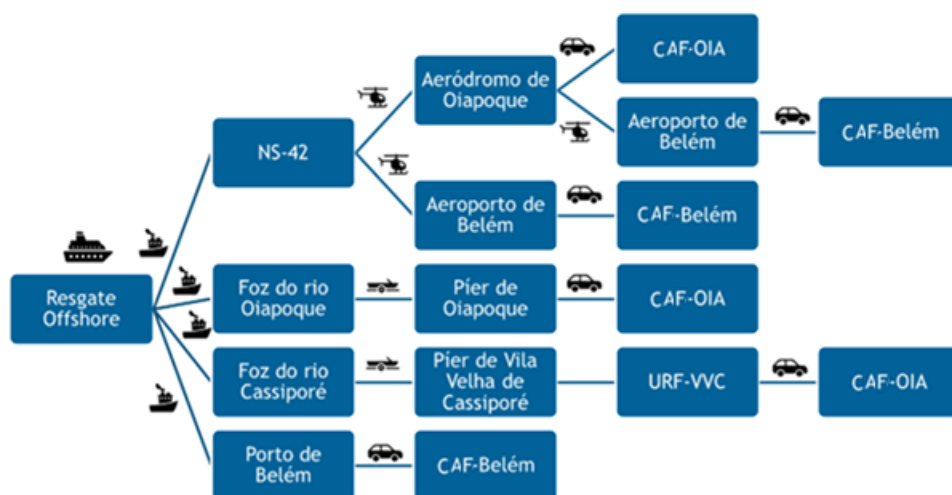 CAF-OIA
Aeródromo de
Oiapoque
Aeroporto de
Belém
CAF-Belém
NS-42
Aeroporto de
Belém
CAF-Belém
Resgate
Offshore
Foz do rio
Oiapoque
Píer de
Oiapoque
CAF-OIA
Foz do rio
Cassiporé
Píer de Vila
Velha de
Cassiporé
URF-VVC
CAF-OIA
Porto de
Belém
CAF-Belém